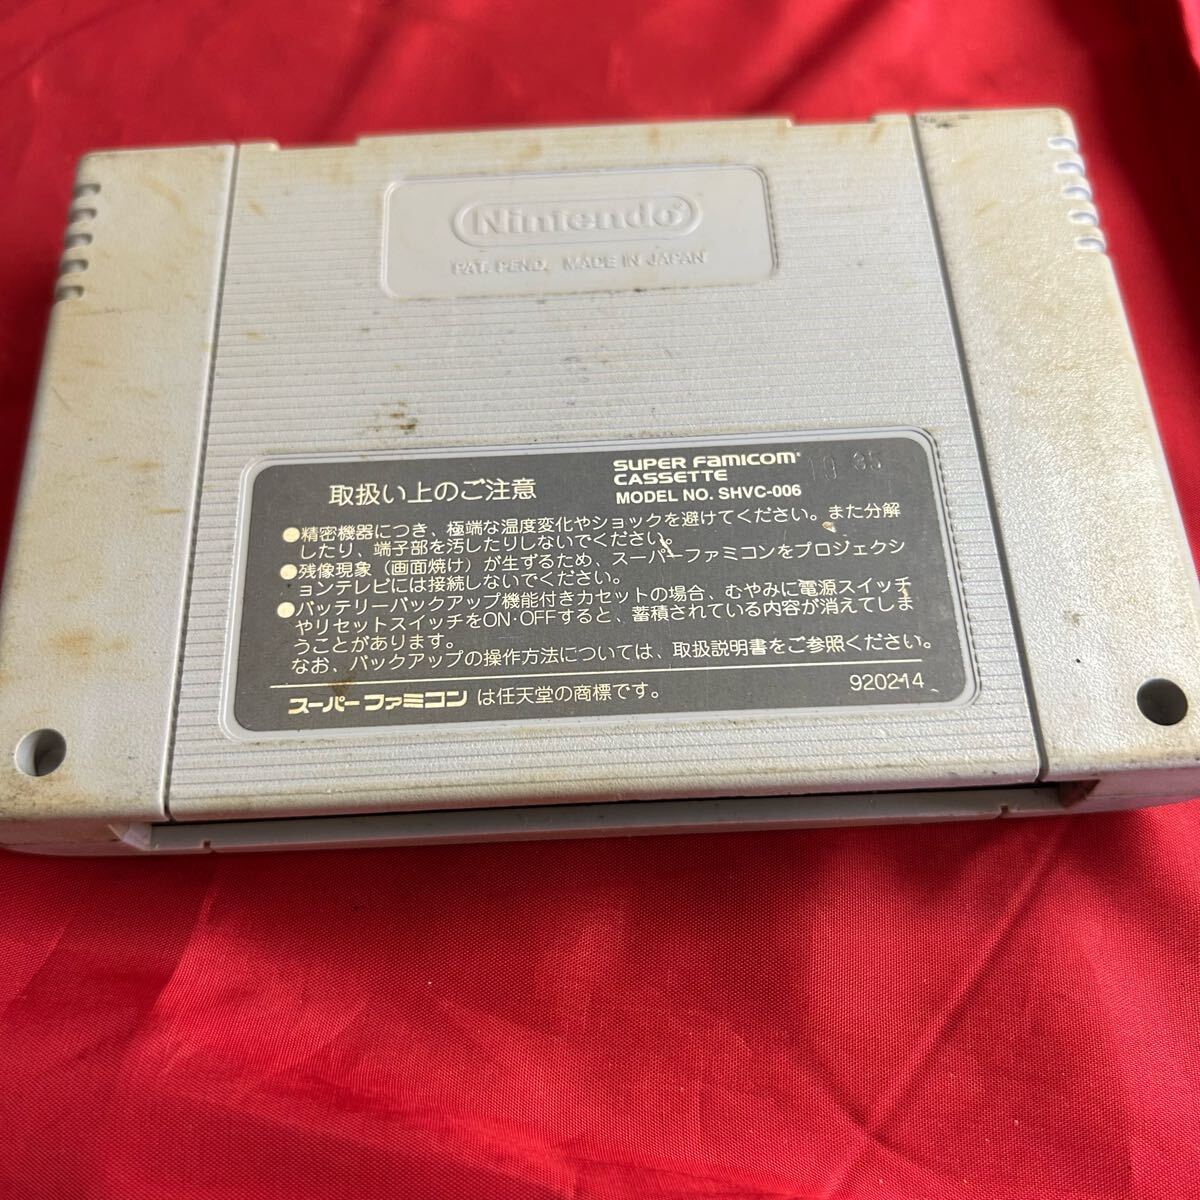 Nintendo
PAT. PEND. MADE IN JAPAN
取扱い上のご注意
SUPER FAMICOM
CASSETTE
MODEL NO. SHVC-006
10 35
●精密機器につき、極端な温度変化やショックを避けてください。また分解
したり、端子部を汚したりしないでください。
●残像現象(画面焼け)が生ずるため、スーパーファミコンをプロジェクシ
ョンテレビには接続しないでください。
●バッテリーバックアップ機能付きカセットの場合、むやみに電源スイッチ
やリセットスイッチをON・OFFすると、蓄積されている内容が消えてしま
うことがあります。
なお、バックアップの操作方法については、取扱説明書をご参照ください。
スーパーファミコン は任天堂の商標です。
920214